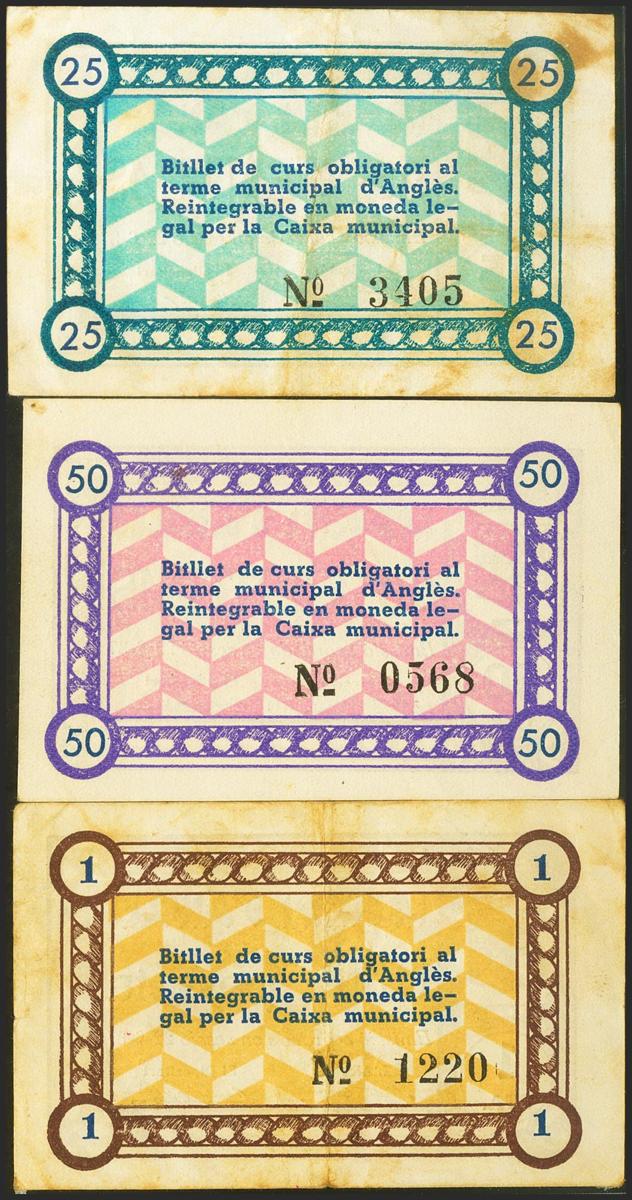 25 25
Bitllet de curs obligatori al
terme municipal d'Anglès.
Reintegrable en moneda le-
gal per la Caixa municipal.
Nº 3405
25 25
50 50
Bitllet de curs obligatori al
terme municipal d'Anglès.
Reintegrable en moneda le-
gal per la Caixa municipal.
Nº 0568
50 50
1 1
Bitllet de curs obligatori al
terme municipal d'Anglès.
Reintegrable en moneda le-
gal per la Caixa municipal.
Nº 1220
1 1